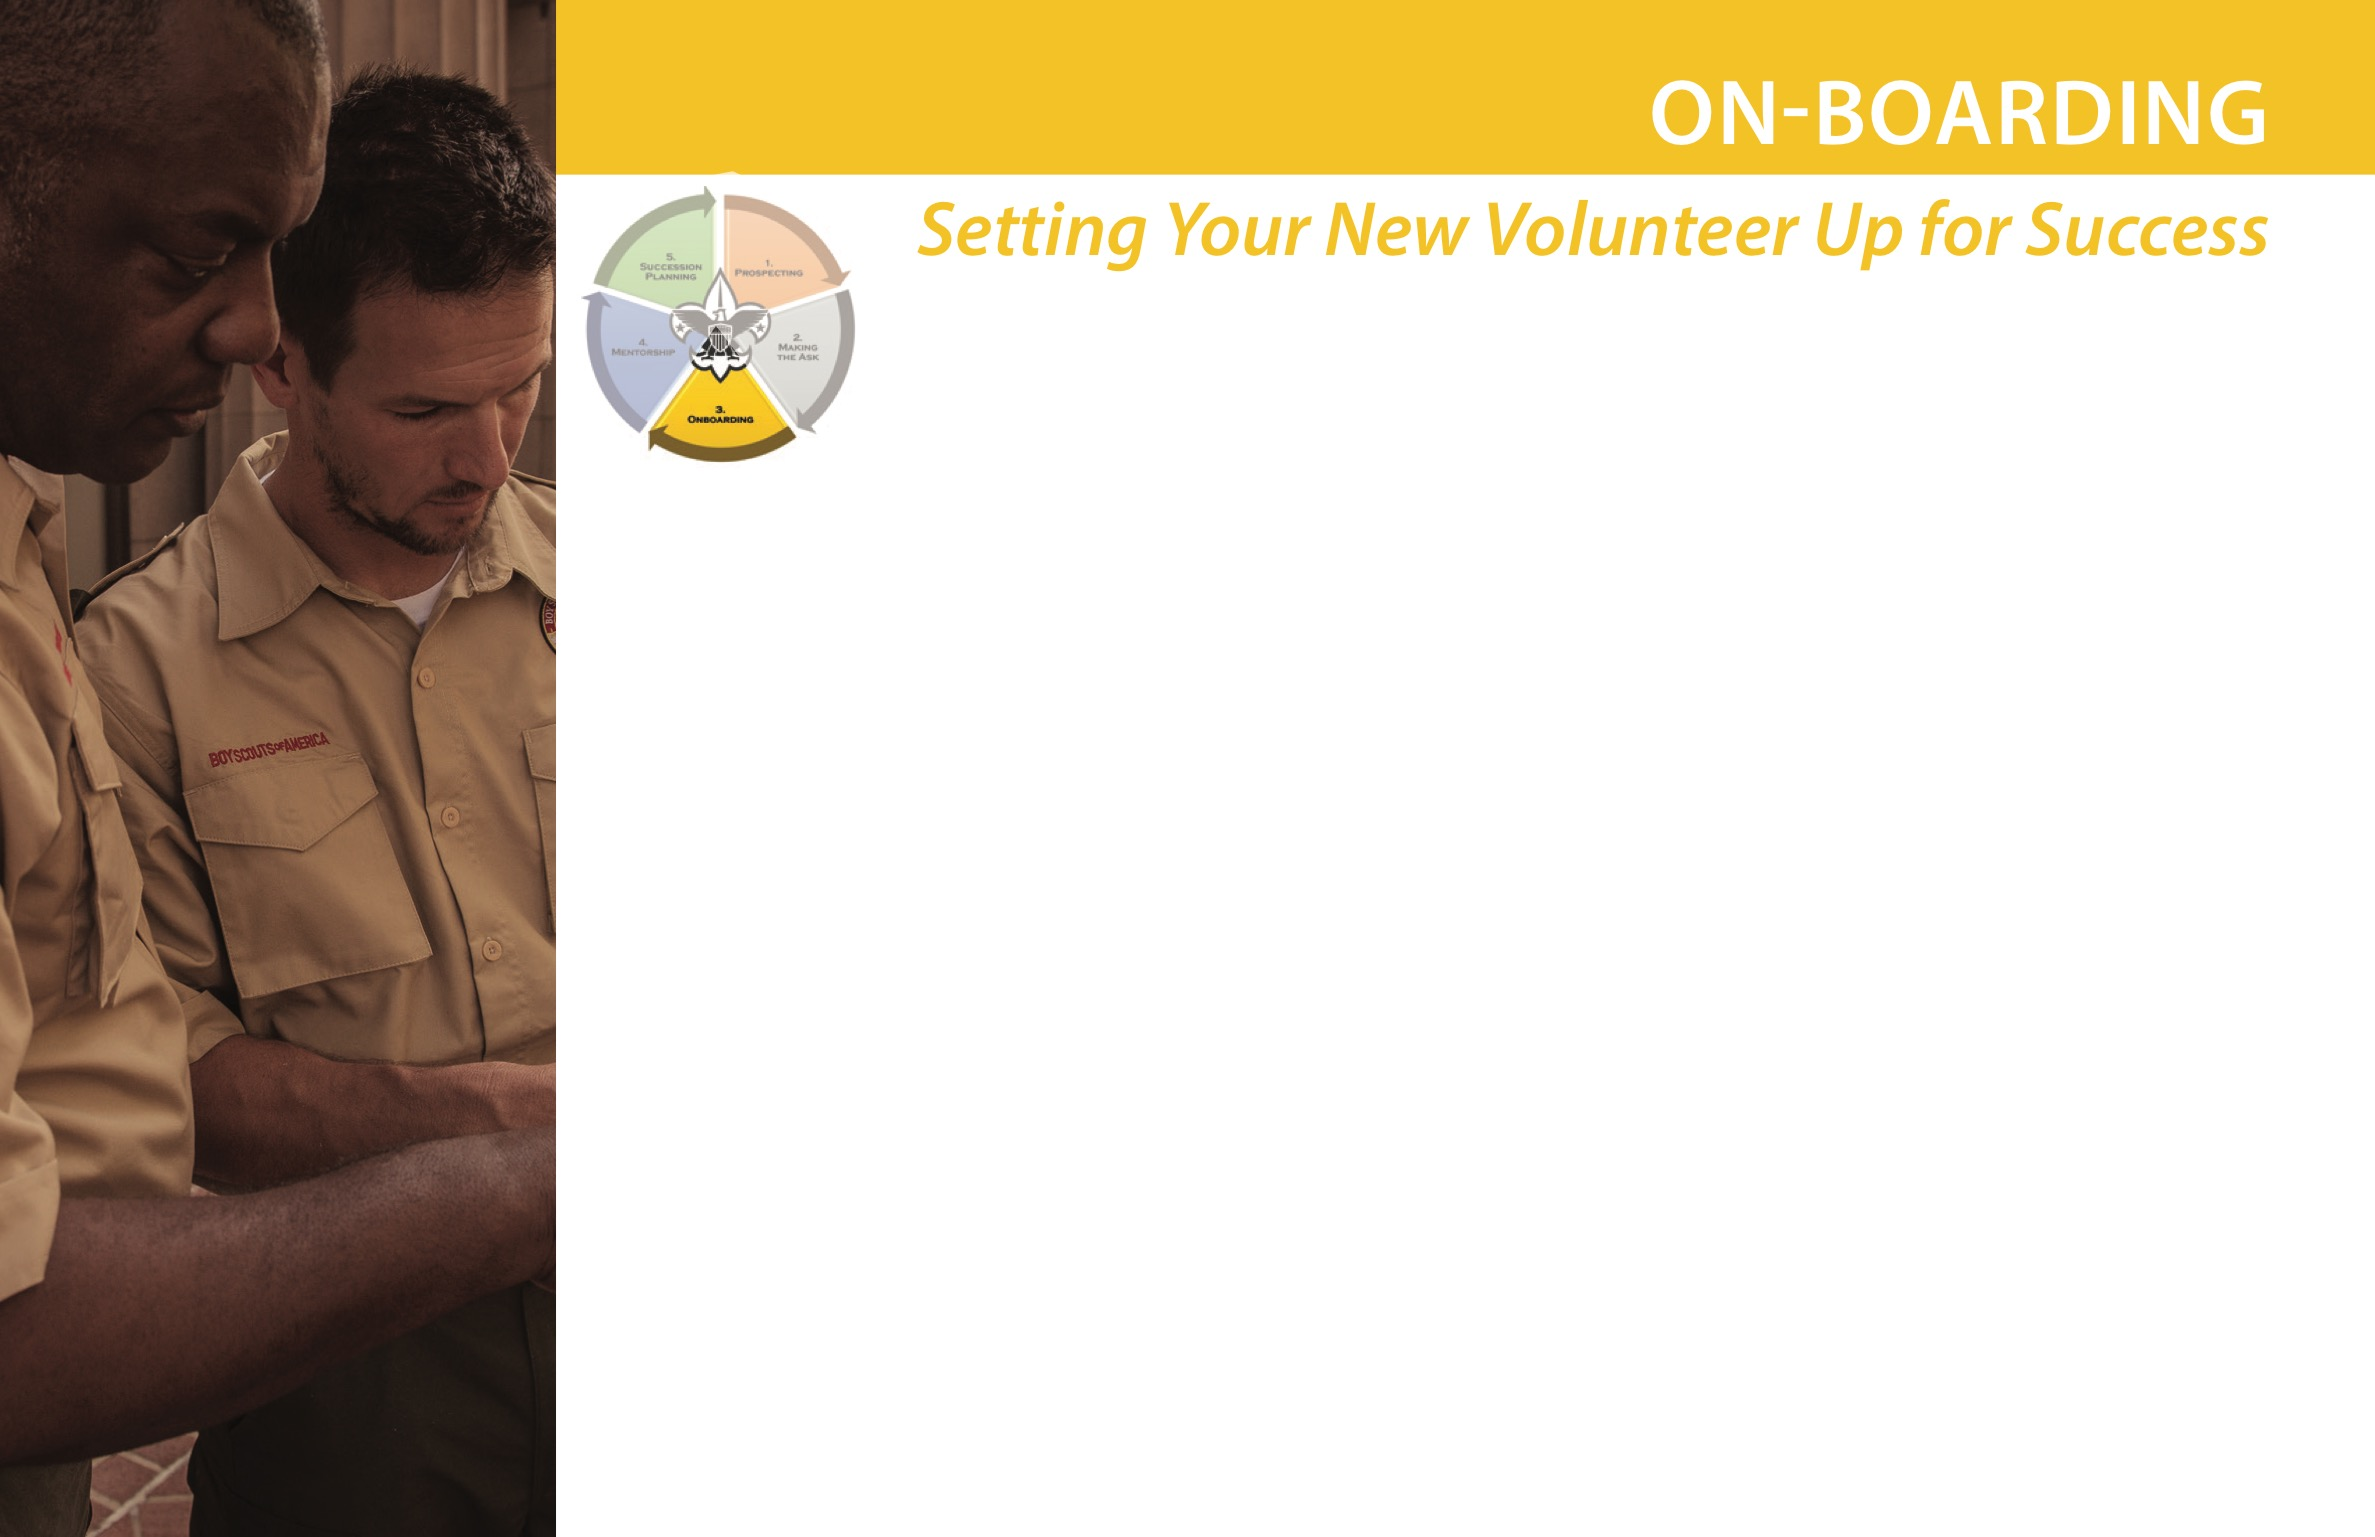 ON-BOARDING
Setting Your New Volunteer Up for Success
1.
PROSPECTING
2.
MAKING
THE ASK
3.
ONBOARDING
4.
MENTORSHIP
5.
SUCCESSION
PLANNING
BOY SCOUTS OF AMERICA
BOY